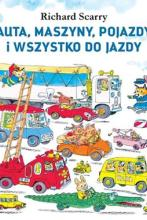 Richard Scarry
AUTA, MASZYNY, POJAZDY
I WSZYSTKO DO JAZDY